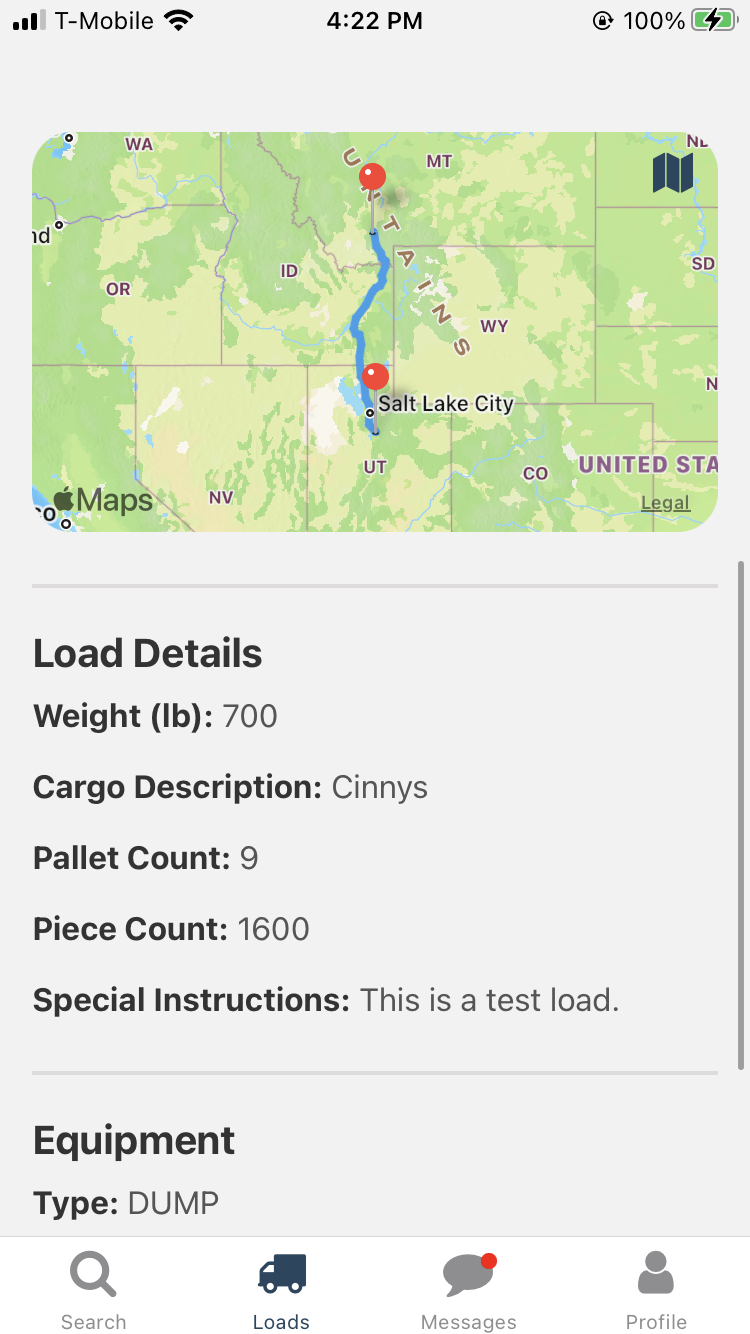 T-Mobile 4:22 PM 100%
WA
MT
ND
U N T A I N S
nd
ID
SD
OR
WY
N
Salt Lake City
UT
CO
UNITED STA
NV
Maps
Legal
co
Load Details
Weight (lb): 700
Cargo Description: Cinnys
Pallet Count: 9
Piece Count: 1600
Special Instructions: This is a test load.
Equipment
Type: DUMP
Search Loads Messages Profile